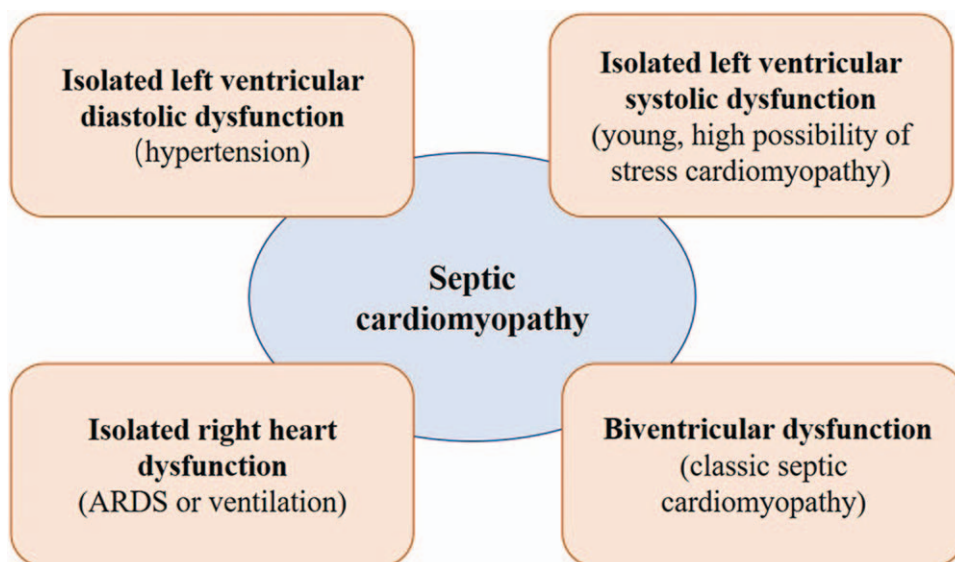 Isolated left ventricular
diastolic dysfunction
(hypertension)
Isolated left ventricular
systolic dysfunction
(young, high possibility of
stress cardiomyopathy)
Septic
cardiomyopathy
Isolated right heart
dysfunction
(ARDS or ventilation)
Biventricular dysfunction
(classic septic
cardiomyopathy)